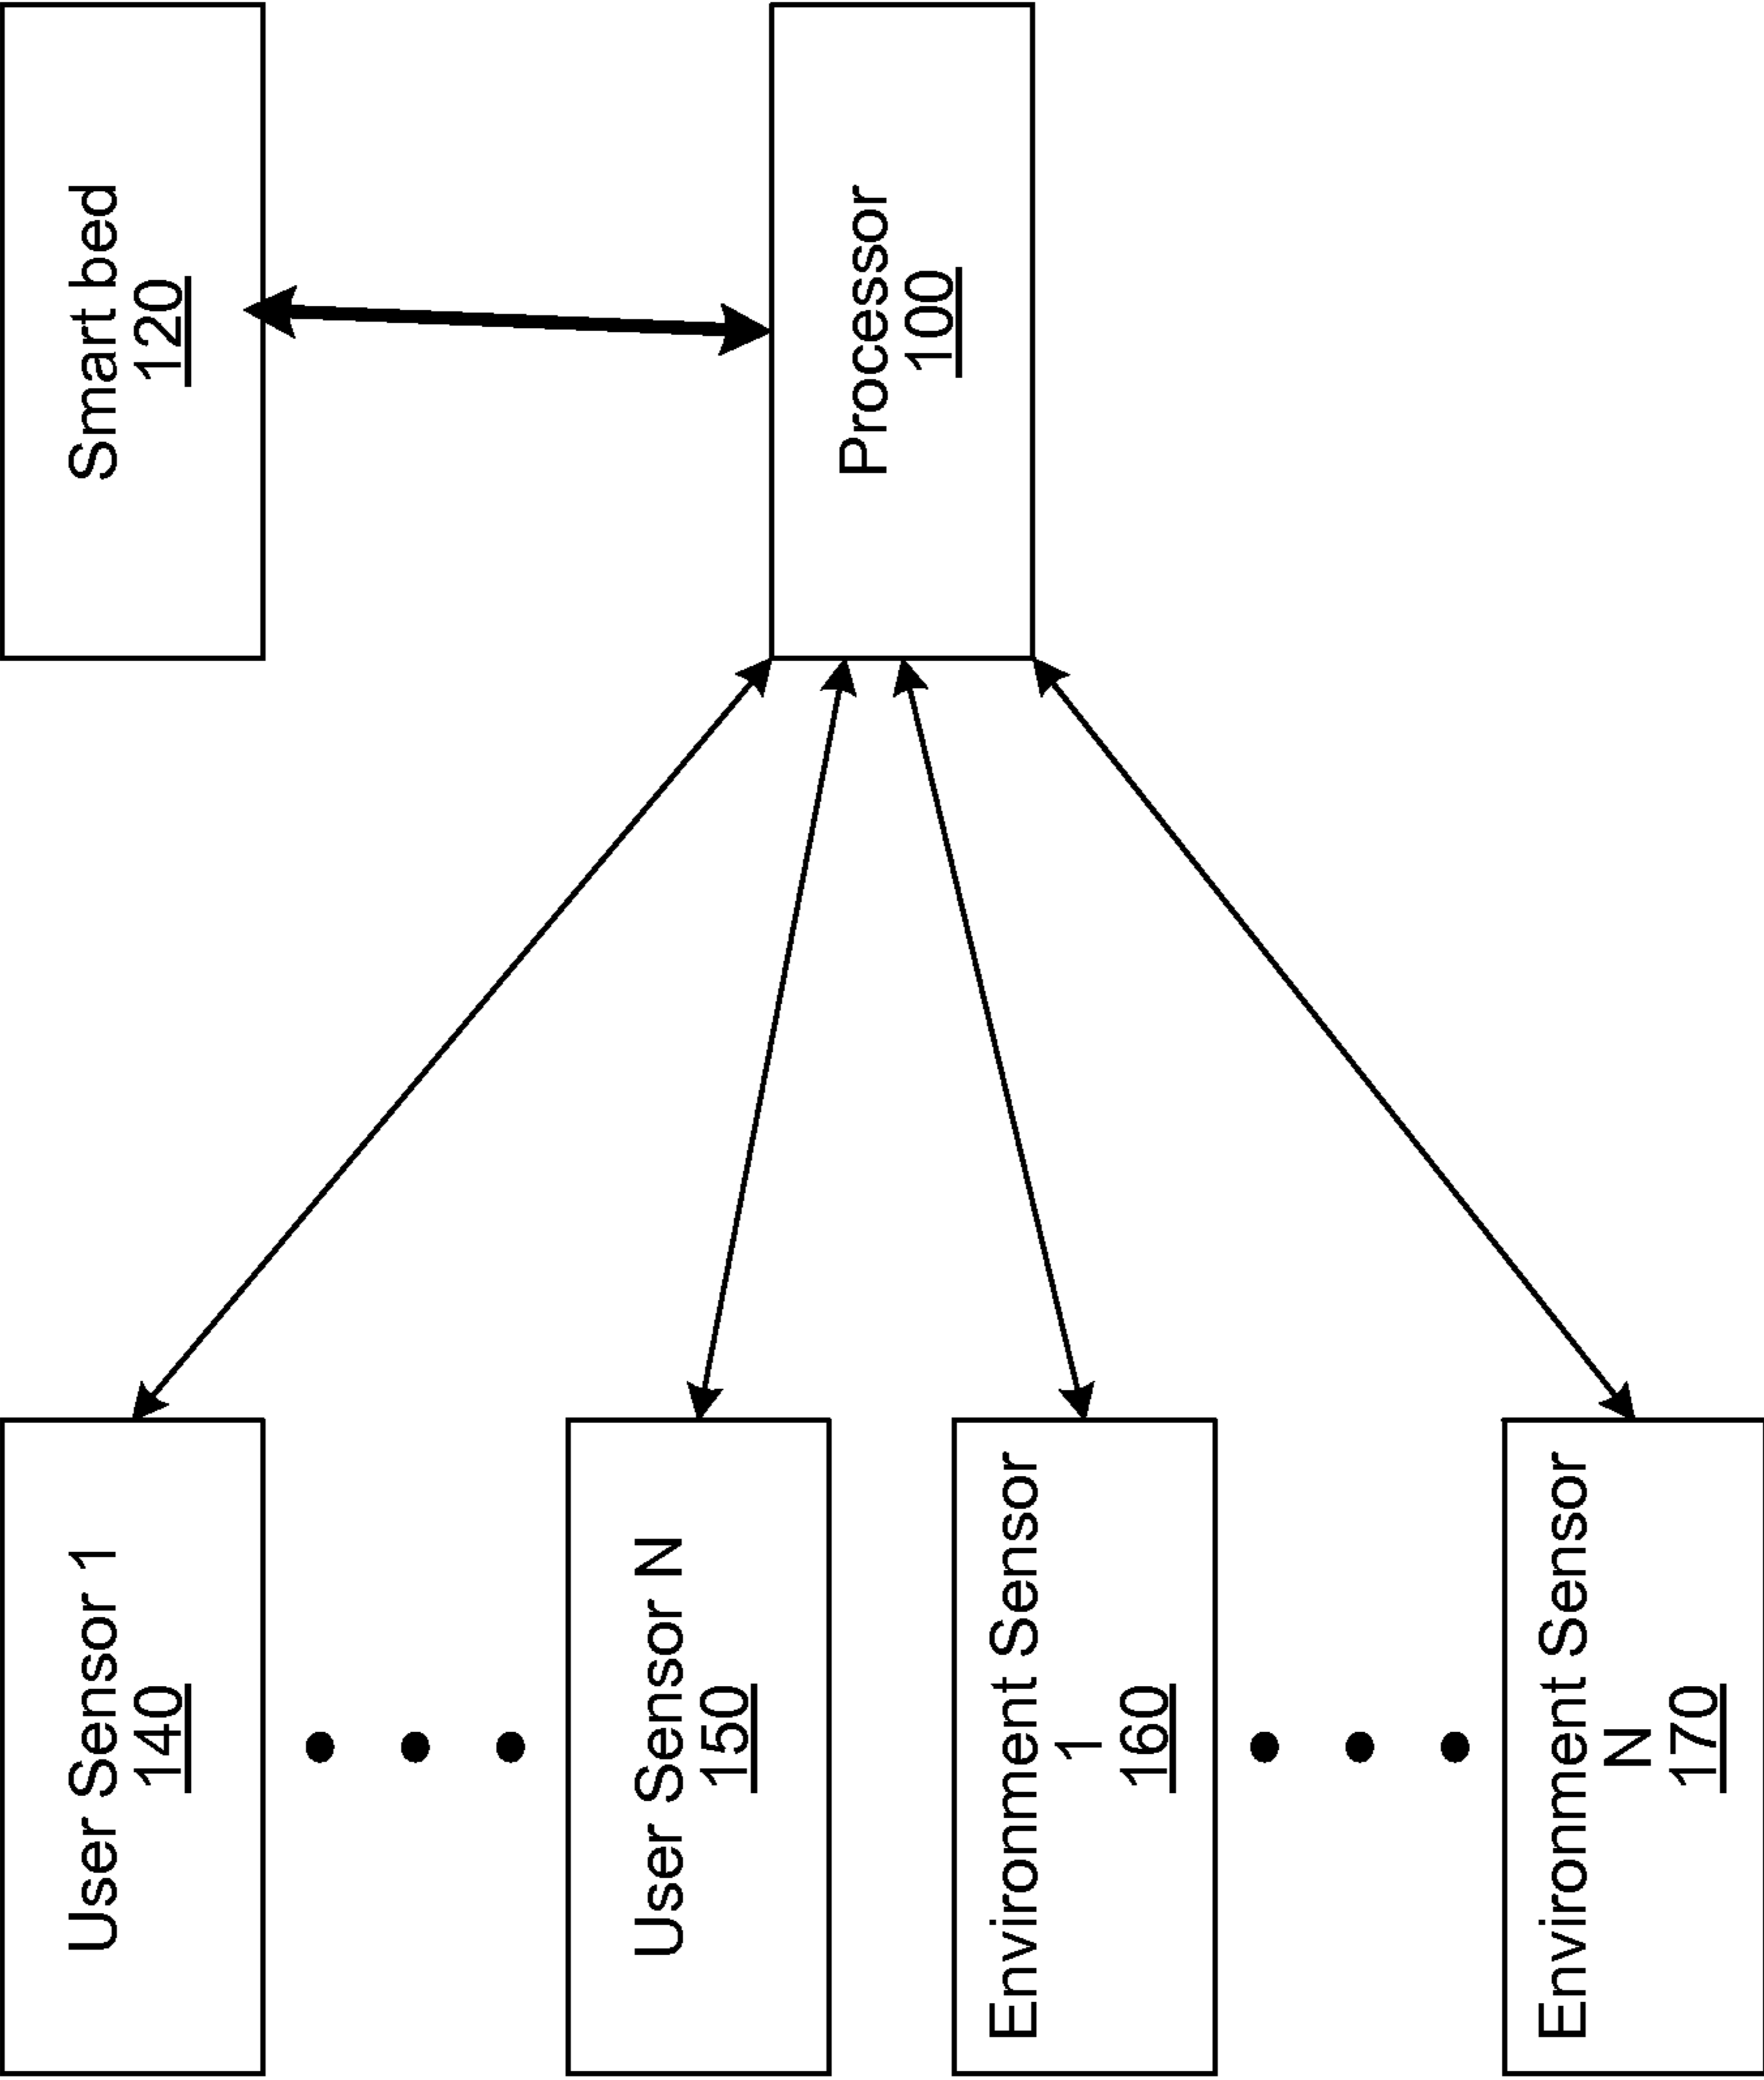 User Sensor 1
140
User Sensor N
150
Environment Sensor
1
160
Environment Sensor
N
170
Smart bed
120
Processor
100